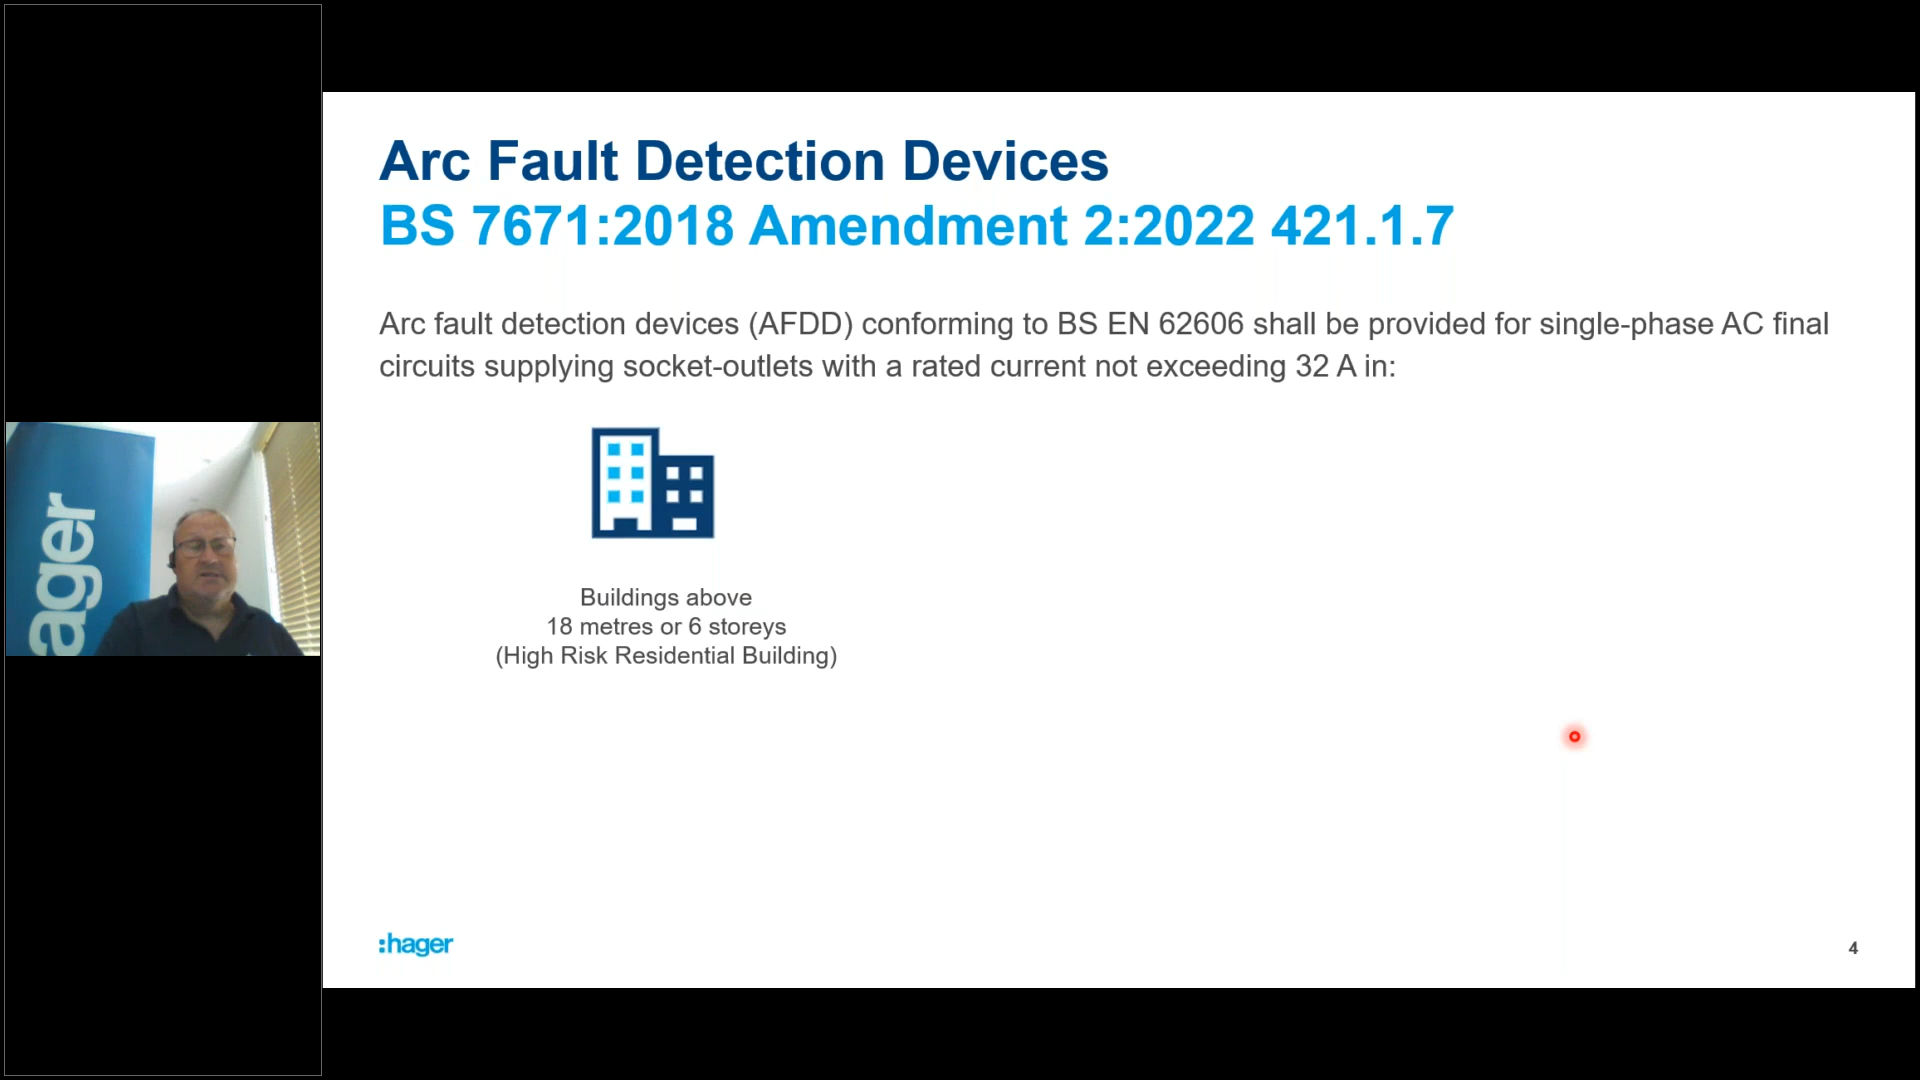 Arc Fault Detection Devices
BS 7671:2018 Amendment 2:2022 421.1.7
Arc fault detection devices (AFDD) conforming to BS EN 62606 shall be provided for single-phase AC final
circuits supplying socket-outlets with a rated current not exceeding 32 A in:
Buildings above
18 metres or 6 storeys
(High Risk Residential Building)
ager
:hager
4